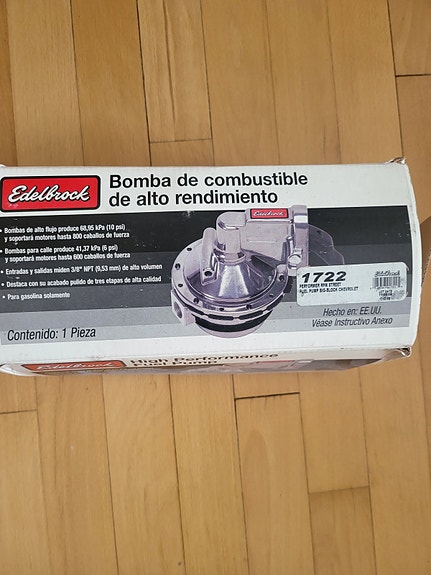 Edelbrock
Bomba de combustible
de alto rendimiento
• Bombas de alto flujo produce 68,95 kPa (10 psi)
y soportará motores hasta 800 caballos de fuerza
• Bombas para calle produce 41,37 kPa (6 psi)
y soportará motores hasta 600 caballos de fuerza
• Entradas y salidas miden 3/8" NPT (9,53 mm) de alto volumen
• Destaca con su acabado pulido de tres etapas de alta calidad
• Para gasolina solamente
Contenido: 1 Pieza
Edelbrock
1722
Edelbrock
PERFORMER RPM STREET
FUEL PUMP BIG-BLOCK CHEVROLET
Hecho en: EE.UU.
Véase Instructivo Anexo
Edelbrock
High Performance
Fuel Pump